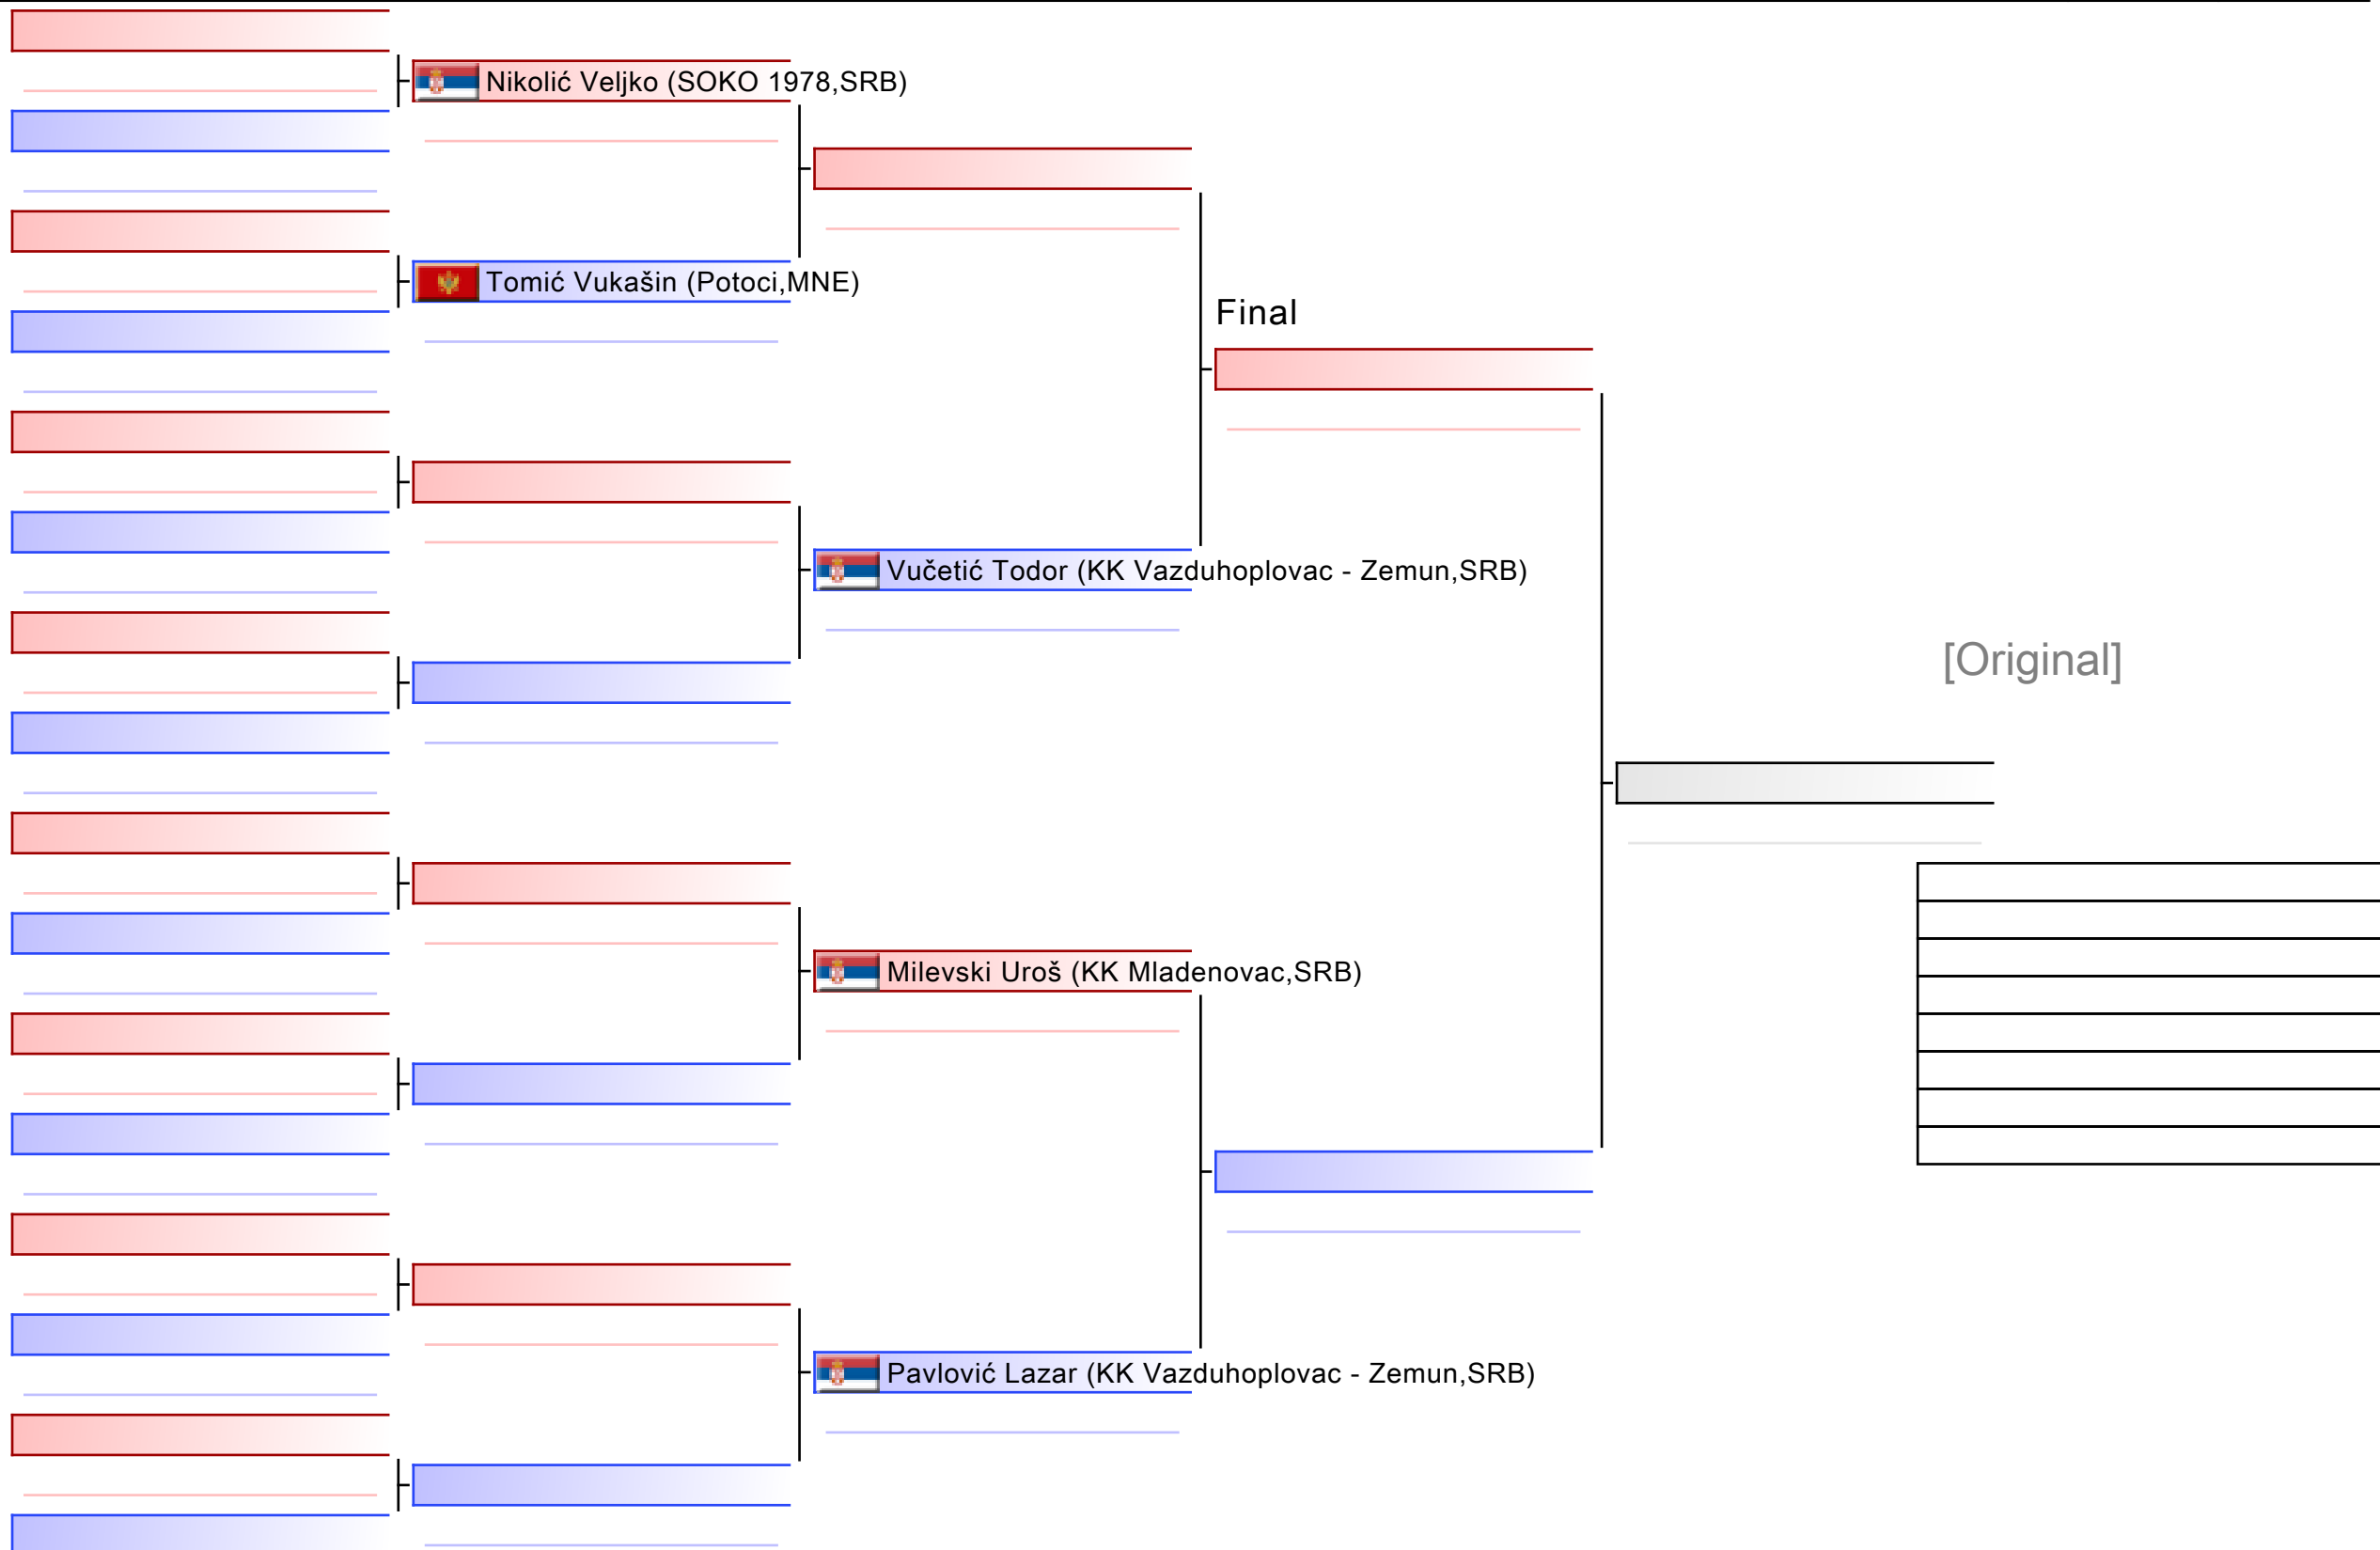 Nikolić Veljko (SOKO 1978,SRB)
Tomić Vukašin (Potoci,MNE)
Final
Vučetić Todor (KK Vazduhoplovac - Zemun,SRB)
[Original]
Milevski Uroš (KK Mladenovac,SRB)
Pavlović Lazar (KK Vazduhoplovac - Zemun,SRB)